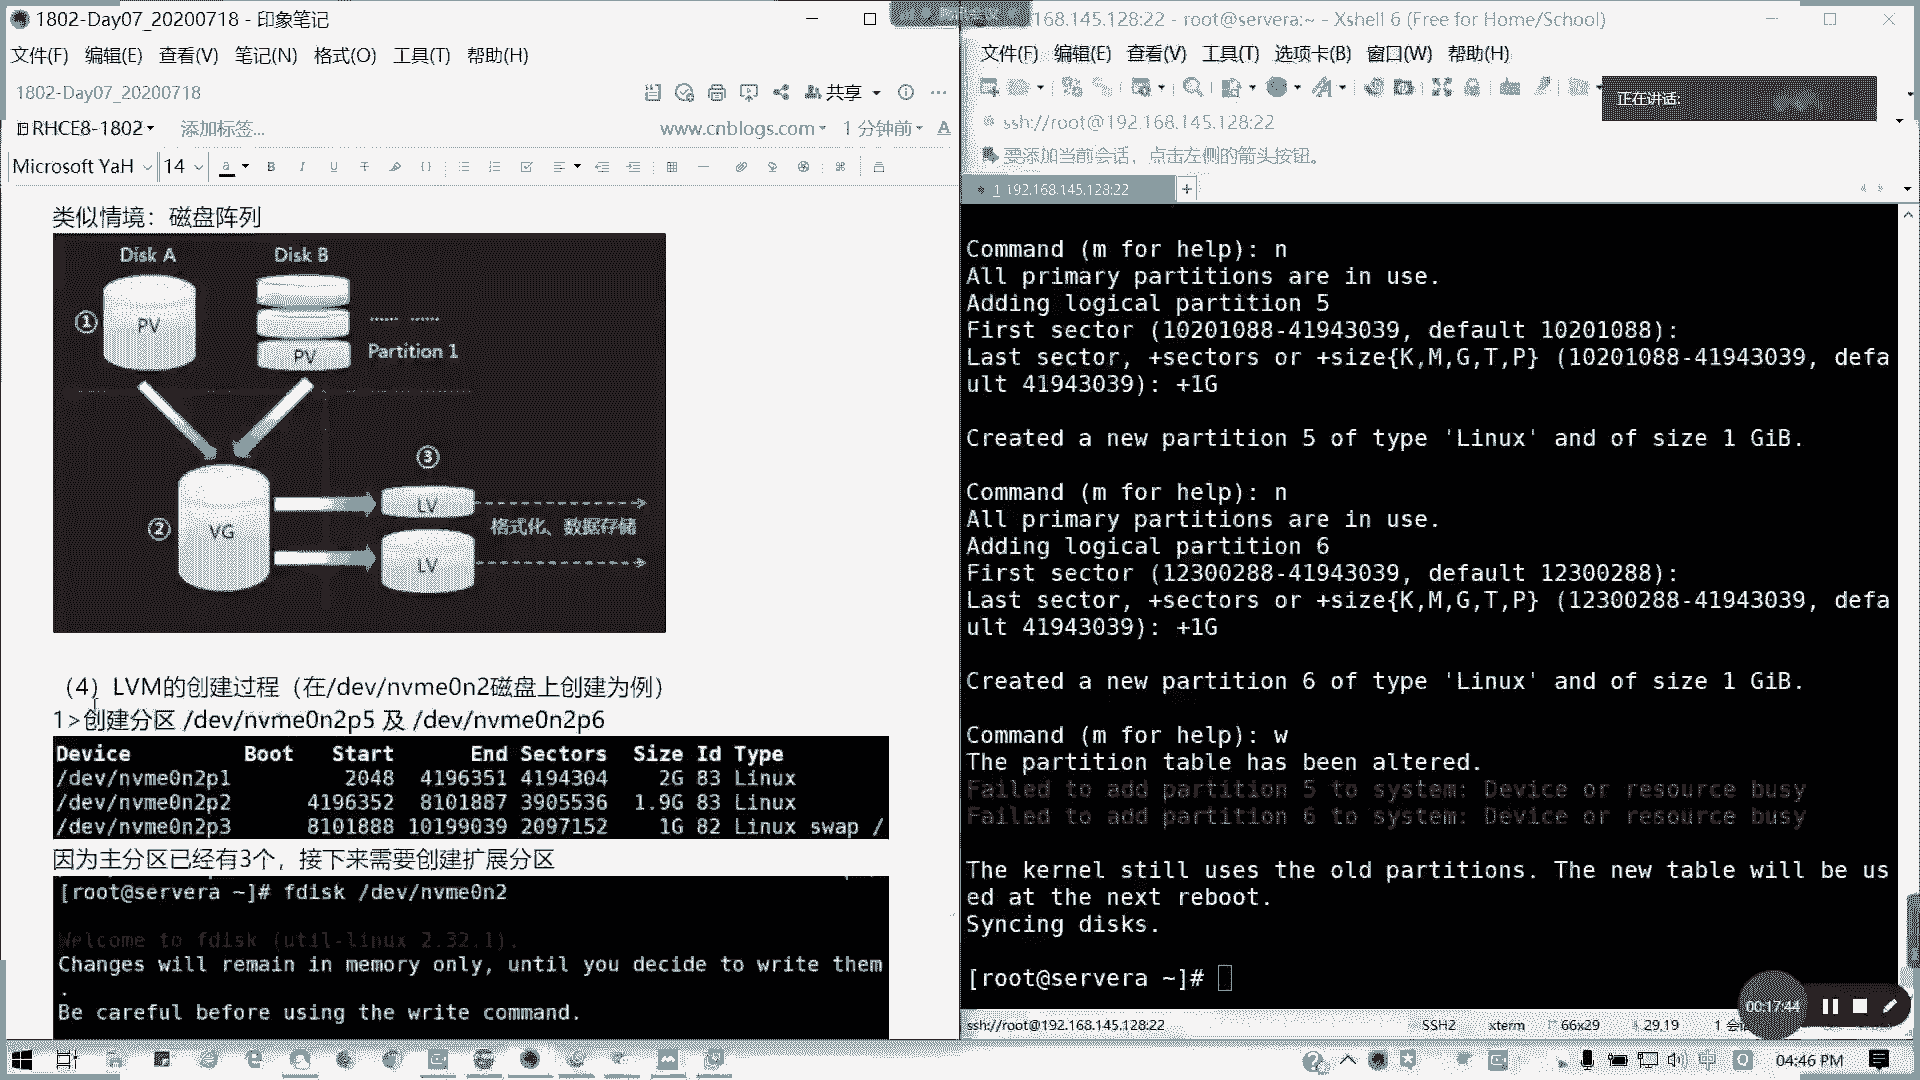 1802-Day07_20200718 - 印象笔记
文件(F) 编辑(E) 查看(V) 笔记(N) 格式(O) 工具(T) 帮助(H)
1802-Day07_20200718
共享
RHCE8-1802 添加标签... www.cnblogs.com 1 分钟前
Microsoft YaH 14
类似情境：磁盘阵列
Disk A Disk B
① PV
PV Partition 1
③
② VG
LV
格式化、数据存储
LV
（4）LVM的创建过程（在/dev/nvme0n2磁盘上创建为例）
1>创建分区 /dev/nvme0n2p5 及 /dev/nvme0n2p6
Device Boot Start End Sectors Size Id Type
/dev/nvme0n2p1 2048 4196351 4194304 2G 83 Linux
/dev/nvme0n2p2 4196352 8101887 3905536 1.9G 83 Linux
/dev/nvme0n2p3 8101888 10199039 2097152 1G 82 Linux swap /
因为主分区已经有3个，接下来需要创建扩展分区
[root@servera ~]# fdisk /dev/nvme0n2
Welcome to fdisk (util-linux 2.32.1).
Changes will remain in memory only, until you decide to write them
.
Be careful before using the write command.
168.145.128:22 - root@servera:~ - Xshell 6 (Free for Home/School)
文件(F) 编辑(E) 查看(V) 工具(T) 选项卡(B) 窗口(W) 帮助(H)
正在讲话:
ssh://root@192.168.145.128:22
要添加当前会话，点击左侧的箭头按钮。
1 192.168.145.128:22
Command (m for help): n
All primary partitions are in use.
Adding logical partition 5
First sector (10201088-41943039, default 10201088):
Last sector, +sectors or +size{K,M,G,T,P} (10201088-41943039, defa
ult 41943039): +1G
Created a new partition 5 of type 'Linux' and of size 1 GiB.
Command (m for help): n
All primary partitions are in use.
Adding logical partition 6
First sector (12300288-41943039, default 12300288):
Last sector, +sectors or +size{K,M,G,T,P} (12300288-41943039, defa
ult 41943039): +1G
Created a new partition 6 of type 'Linux' and of size 1 GiB.
Command (m for help): w
The partition table has been altered.
Failed to add partition 5 to system: Device or resource busy
Failed to add partition 6 to system: Device or resource busy
The kernel still uses the old partitions. The new table will be us
ed at the next reboot.
Syncing disks.
[root@servera ~]#
00:17:44
ssh://root@192.168.145.128:22 SSH2 xterm 66x29 29,19
04:46 PM